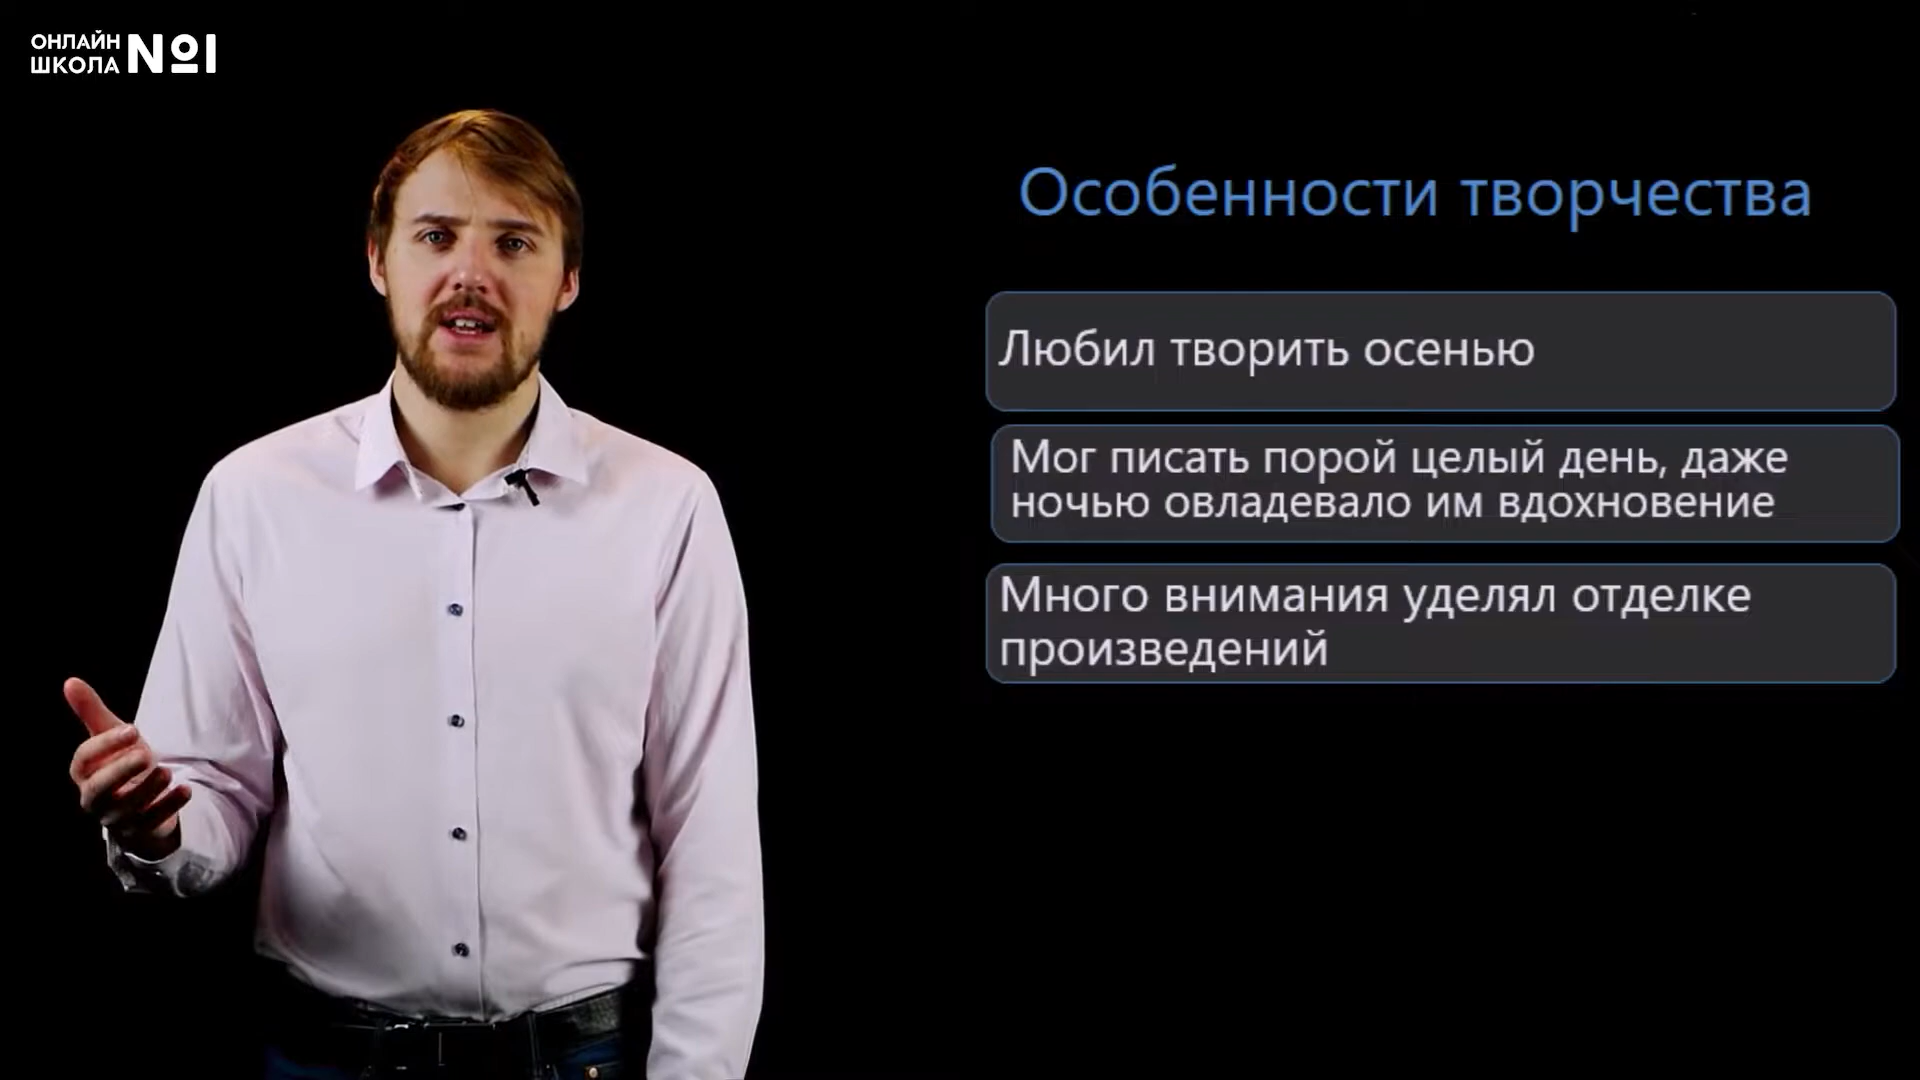 ОНЛАЙН
ШКОЛА №1
Особенности творчества
Любил творить осенью
Мог писать порой целый день, даже
ночью овладевало им вдохновение
Много внимания уделял отделке
произведений